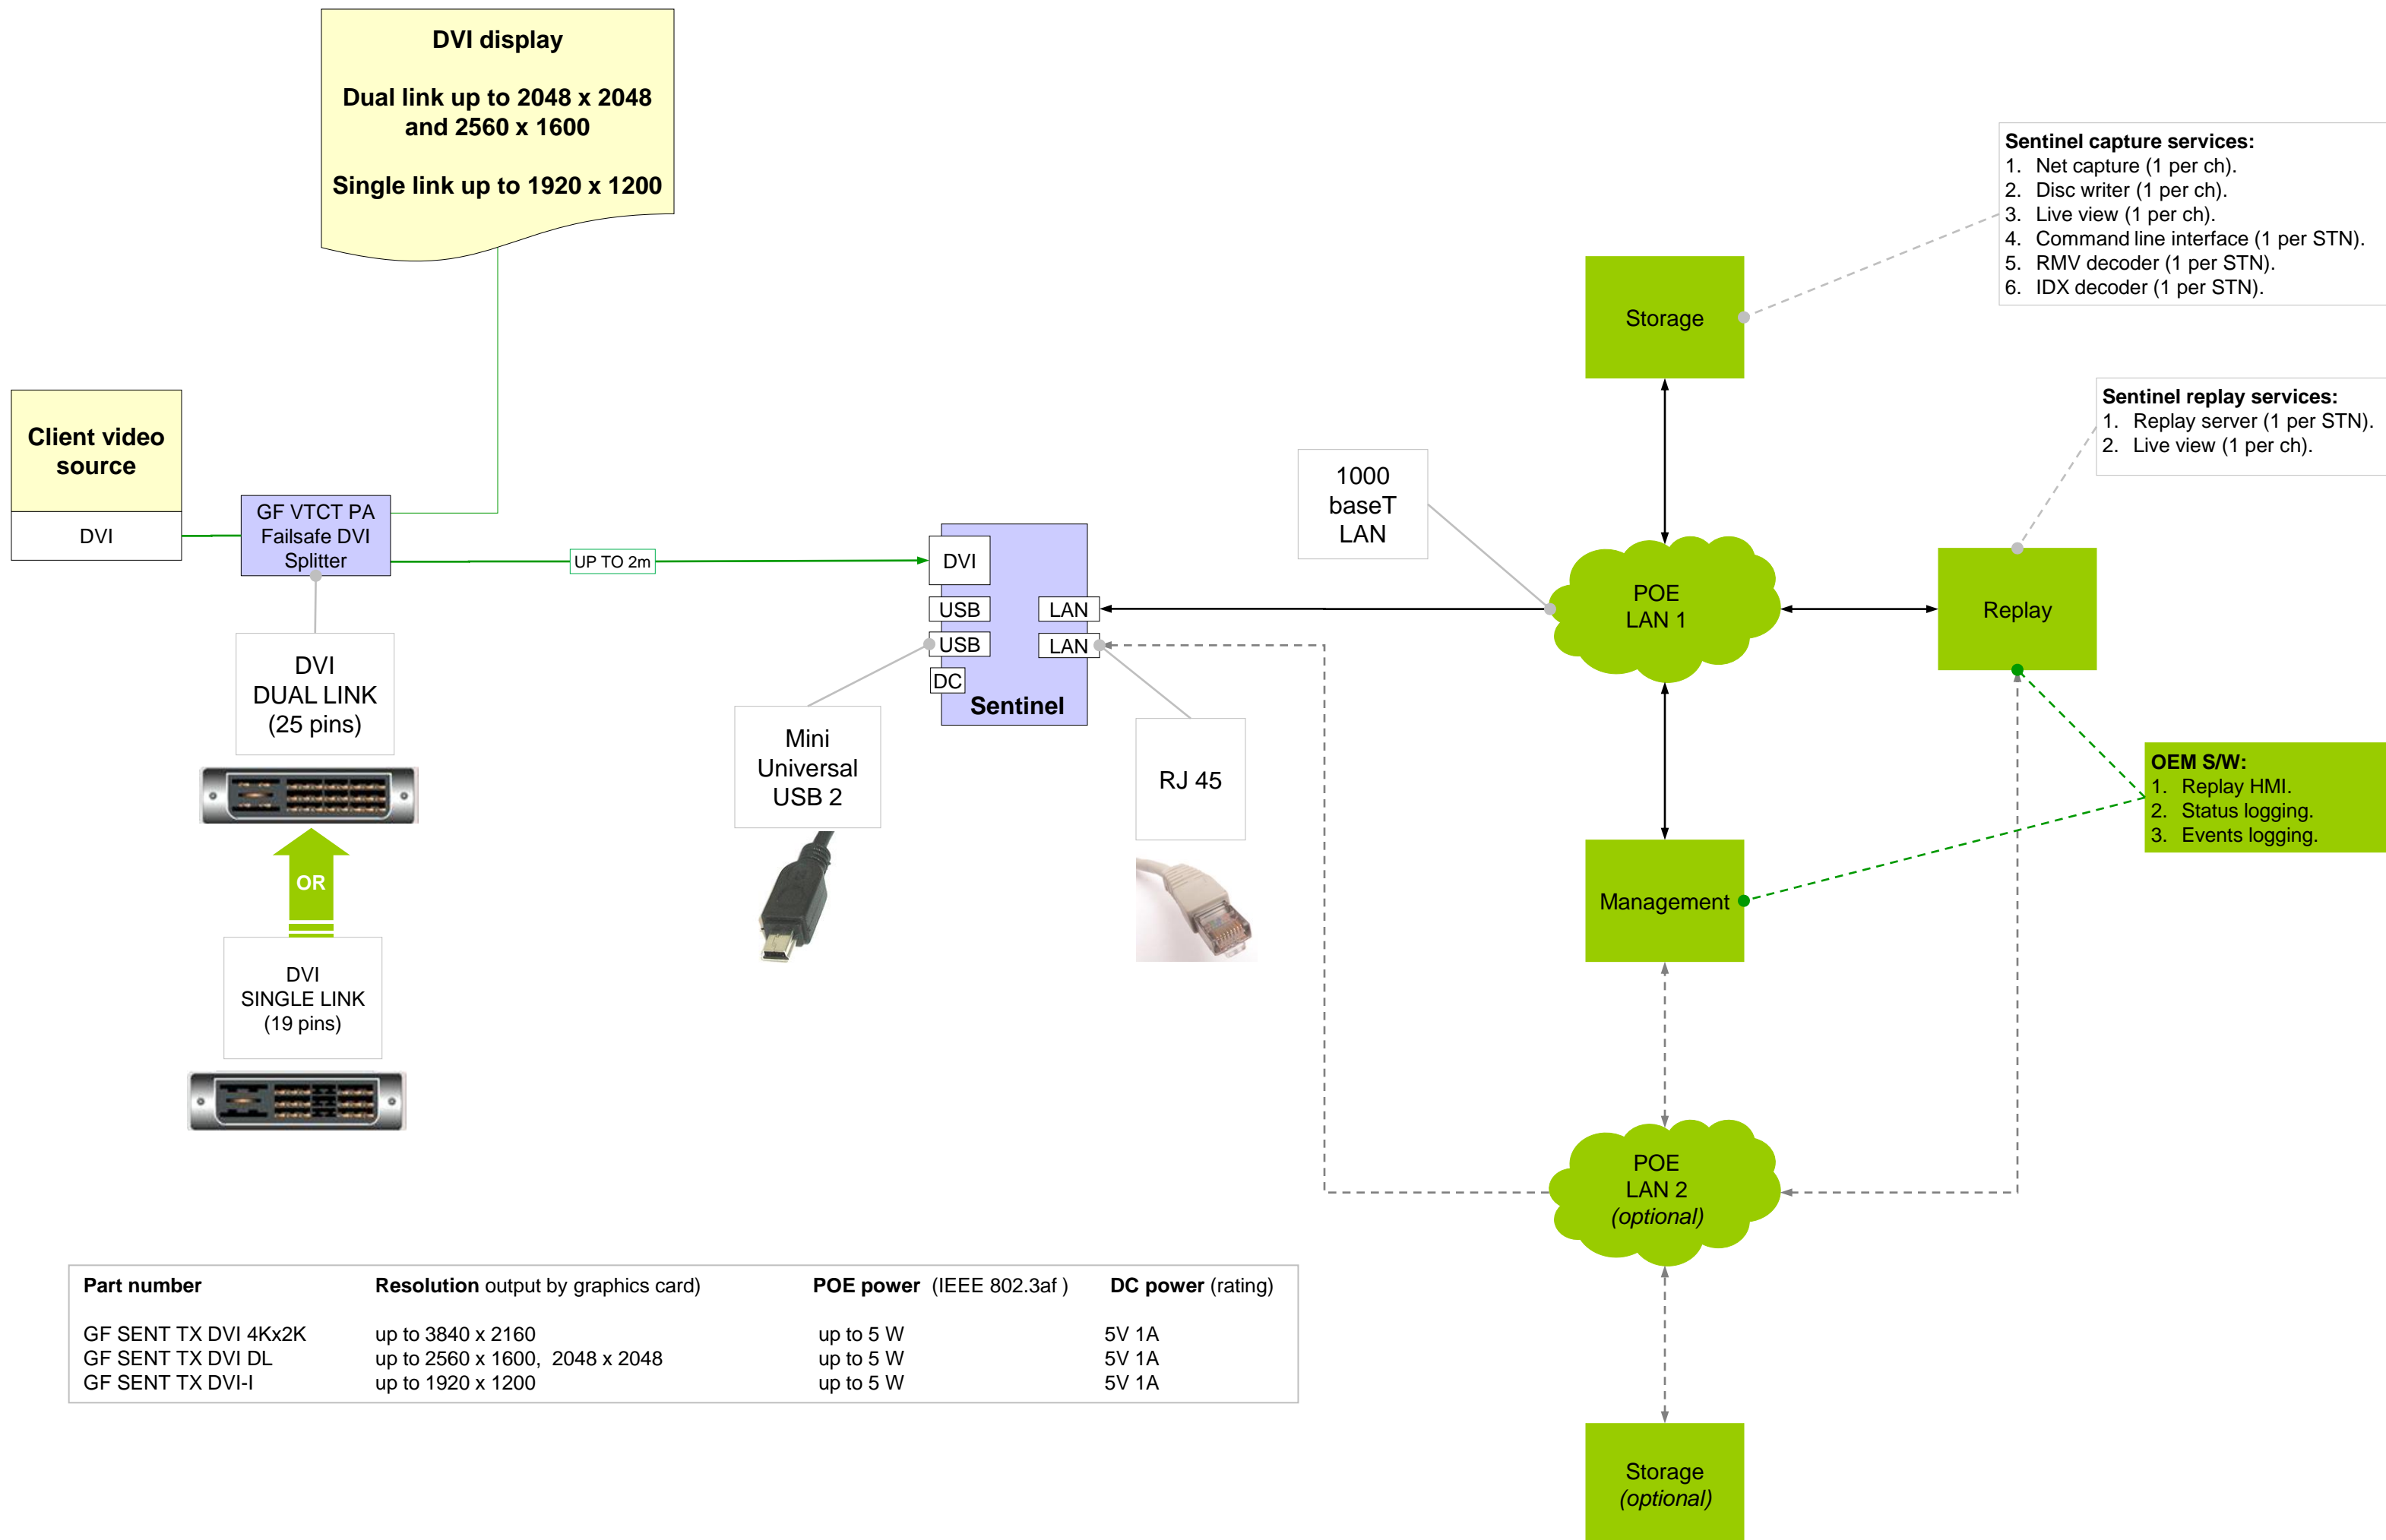 DVI display
Dual link up to 2048 x 2048
and 2560 x 1600
Single link up to 1920 x 1200
Sentinel capture services:
1. Net capture (1 per ch).
2. Disc writer (1 per ch).
3. Live view (1 per ch).
4. Command line interface (1 per STN).
5. RMV decoder (1 per STN).
6. IDX decoder (1 per STN).
Storage
Sentinel replay services:
1. Replay server (1 per STN).
2. Live view (1 per ch).
Client video
source
DVI
GF VTCT PA
Failsafe DVI
Splitter
UP TO 2m
DVI
USB
USB
DC
LAN
LAN
Sentinel
1000
baseT
LAN
POE
LAN 1
Replay
DVI
DUAL LINK
(25 pins)
OR
DVI
SINGLE LINK
(19 pins)
Mini
Universal
USB 2
RJ 45
OEM S/W:
1. Replay HMI.
2. Status logging.
3. Events logging.
Management
POE
LAN 2
(optional)
Storage
(optional)
Part number Resolution output by graphics card) POE power (IEEE 802.3af ) DC power (rating)
GF SENT TX DVI 4Kx2K up to 3840 x 2160 up to 5 W 5V 1A
GF SENT TX DVI DL up to 2560 x 1600, 2048 x 2048 up to 5 W 5V 1A
GF SENT TX DVI-I up to 1920 x 1200 up to 5 W 5V 1A